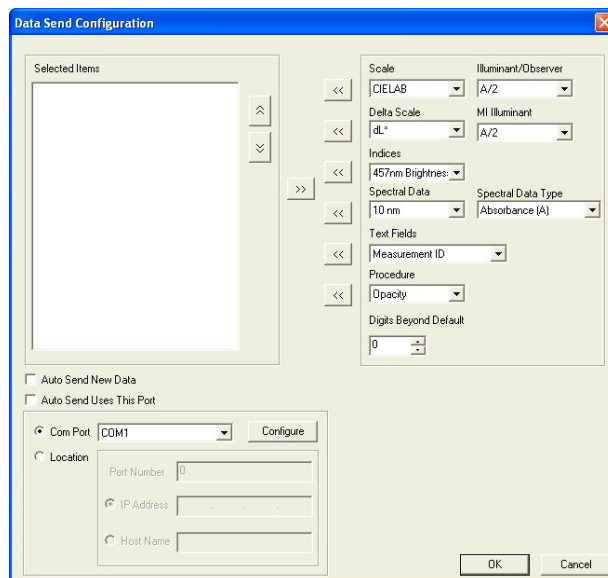 Data Send Configuration
Selected Items
Scale
Illuminant/Observer
CIELAB
A/2
Delta Scale
MI Illuminant
dL*
A/2
Indices
457nm Brightnes
Spectral Data
Spectral Data Type
10 nm
Absorbance (A)
Text Fields
Measurement ID
Procedure
Opacity
Digits Beyond Default
0
Auto Send New Data
Auto Send Uses This Port
Com Port
COM1
Configure
Location
Port Number
0
IP Address
Host Name
OK
Cancel